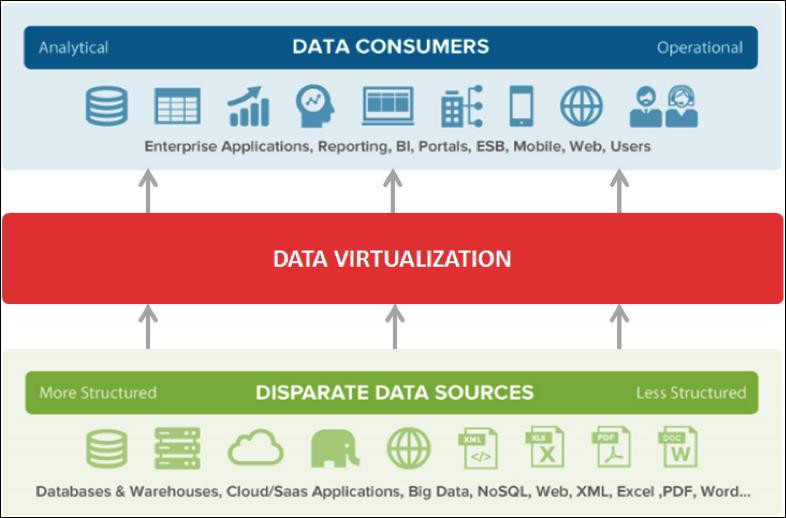 Analytical DATA CONSUMERS Operational
Enterprise Applications, Reporting, BI, Portals, ESB, Mobile, Web, Users
DATA VIRTUALIZATION
More Structured DISPARATE DATA SOURCES Less Structured
XML </> XLS X PDF DOC W
Databases & Warehouses, Cloud/Saas Applications, Big Data, NoSQL, Web, XML, Excel ,PDF, Word...